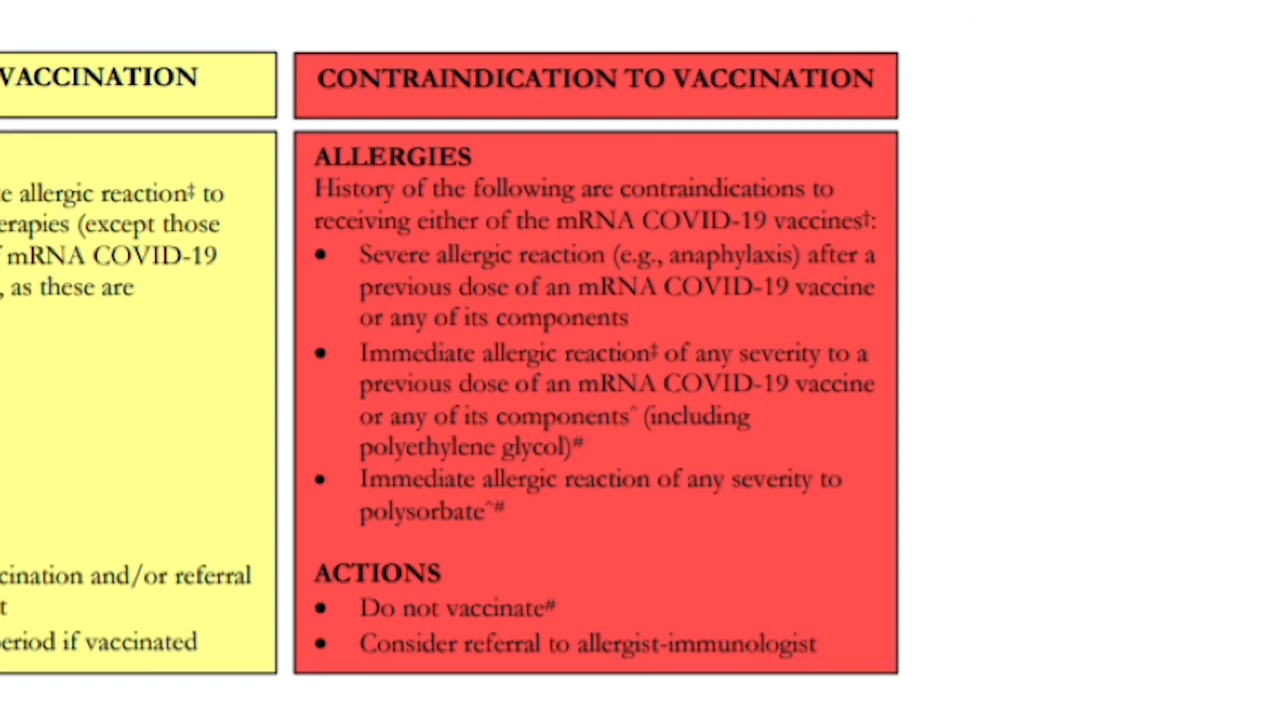 VACCINATION
e allergic reaction‡ to
erapies (except those
f mRNA COVID-19
, as these are
cination and/or referral
t
eriod if vaccinated
CONTRAINDICATION TO VACCINATION
ALLERGIES
History of the following are contraindications to
receiving either of the mRNA COVID-19 vaccines†:
• Severe allergic reaction (e.g., anaphylaxis) after a
previous dose of an mRNA COVID-19 vaccine
or any of its components
• Immediate allergic reaction‡ of any severity to a
previous dose of an mRNA COVID-19 vaccine
or any of its components^ (including
polyethylene glycol)#
• Immediate allergic reaction of any severity to
polysorbate^#
ACTIONS
• Do not vaccinate#
• Consider referral to allergist-immunologist